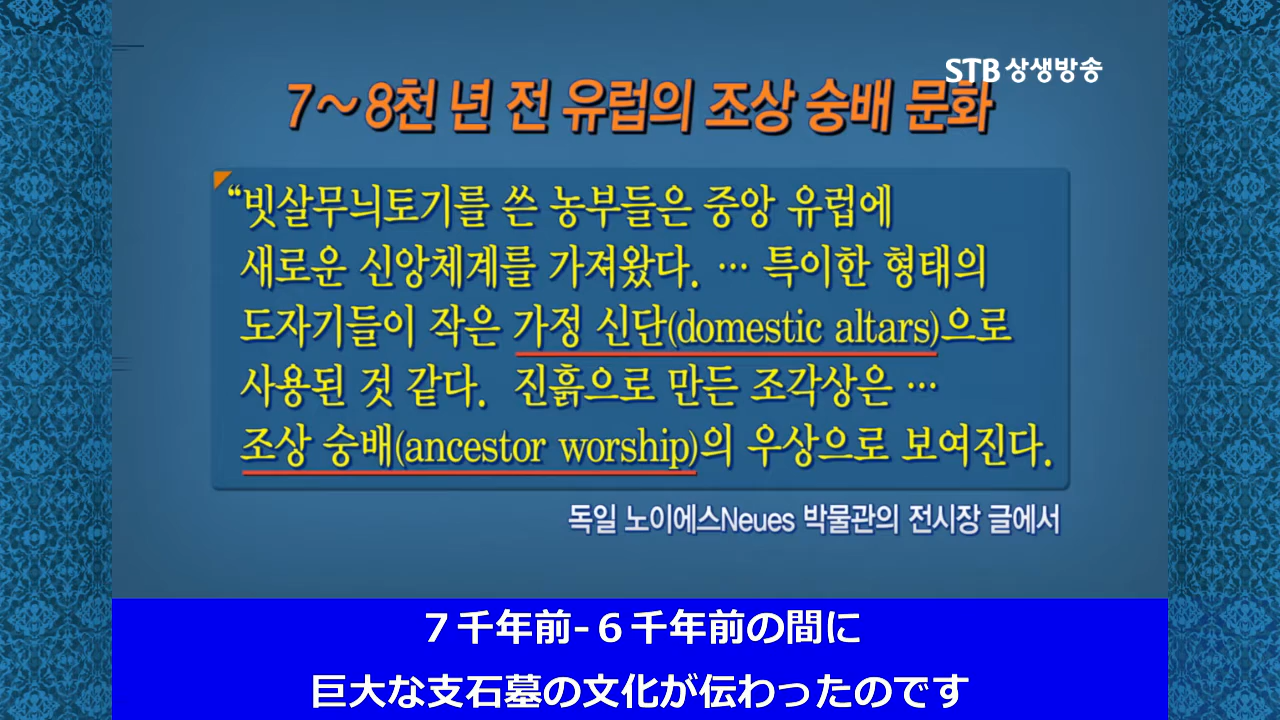 STB 상생방송
7~8천 년 전 유럽의 조상 숭배 문화
“빗살무늬토기를 쓴 농부들은 중앙 유럽에
새로운 신앙체계를 가져왔다. … 특이한 형태의
도자기들이 작은 가정 신단(domestic altars)으로
사용된 것 같다. 진흙으로 만든 조각상은 …
조상 숭배(ancestor worship)의 우상으로 보여진다.
독일 노이에스Neues 박물관의 전시장 글에서
７千年前-６千年前の間に
巨大な支石墓の文化が伝わったのです